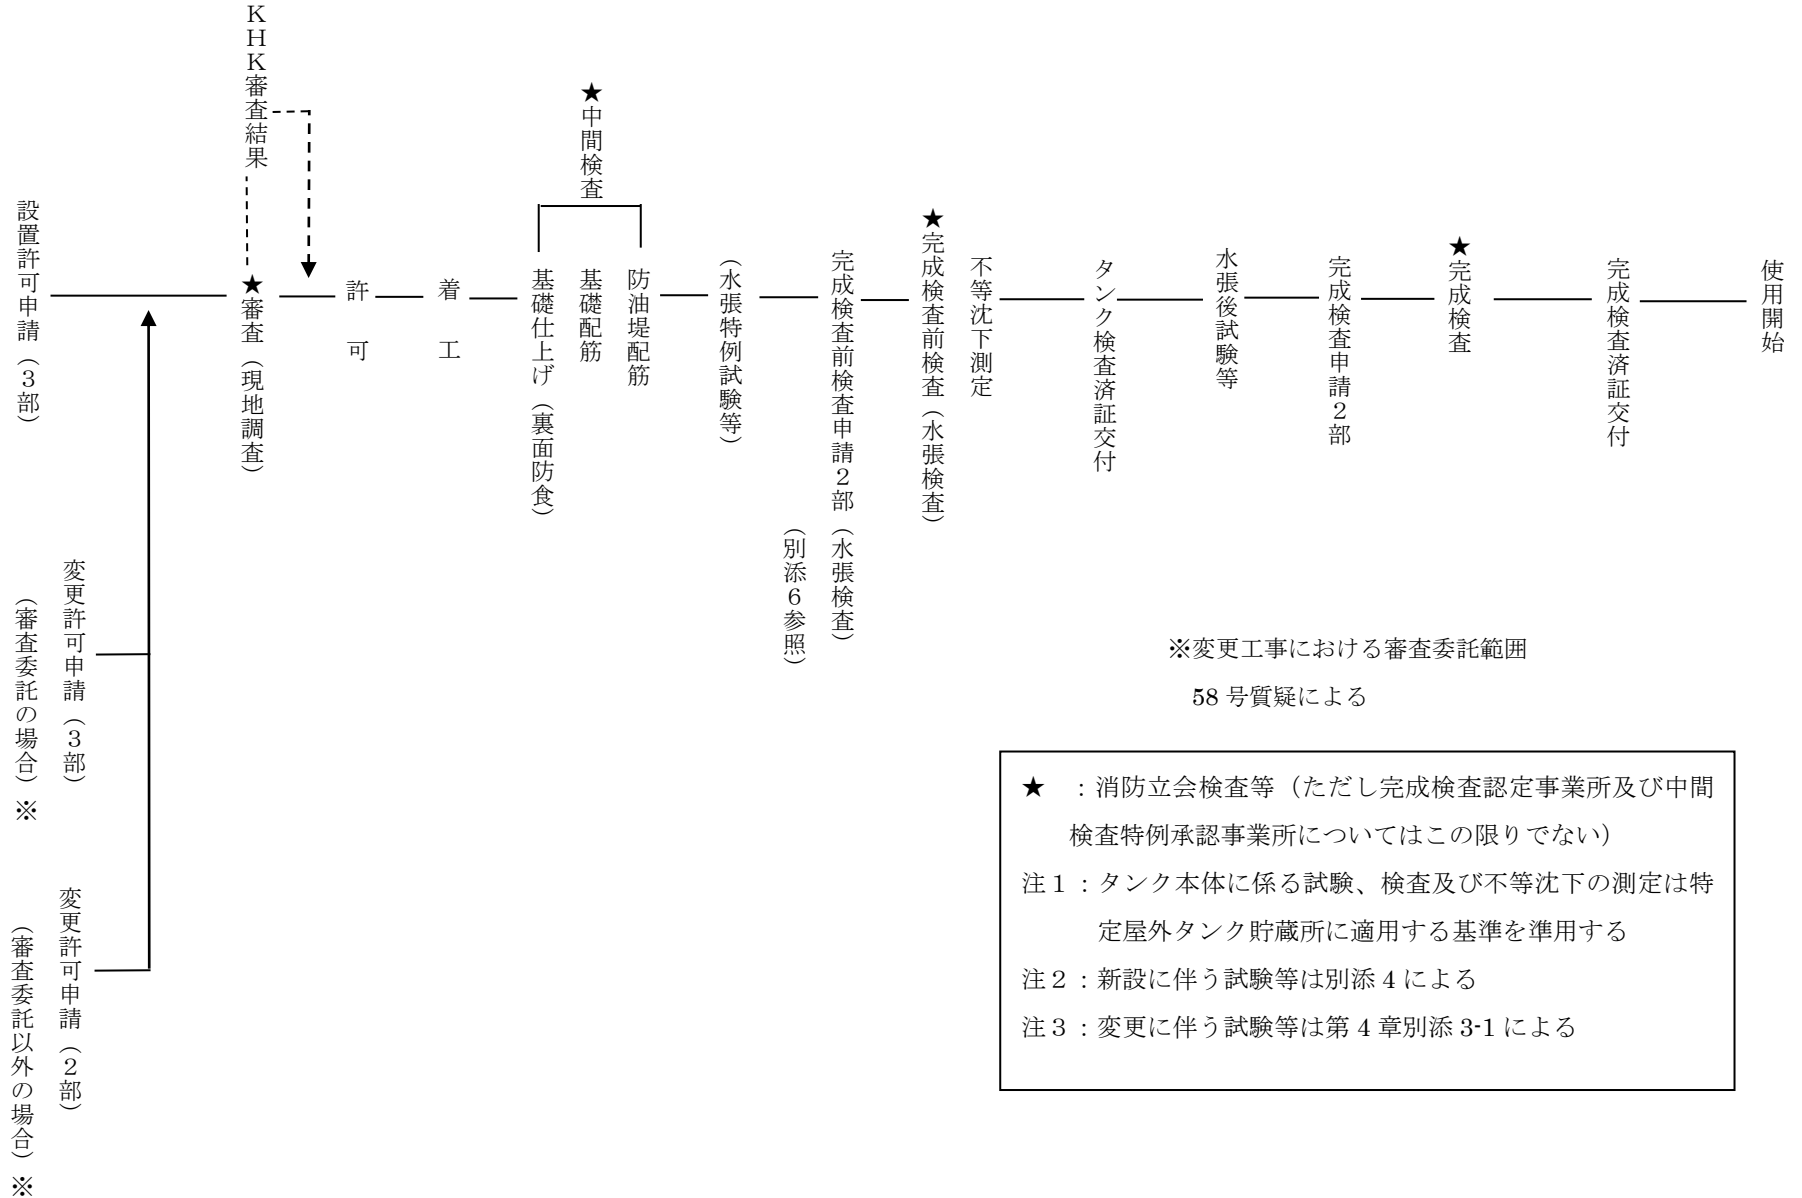 設置許可申請（３部）
変更許可申請（３部）
（審査委託の場合）※
変更許可申請（２部）
（審査委託以外の場合）※
ＫＨＫ審査結果
★審査（現地調査）
許可
着工
★中間検査
基礎仕上げ（裏面防食）
基礎配筋
防油堤配筋
（水張特例試験等）
完成検査前検査申請２部（水張検査）
（別添６参照）
★完成検査前検査（水張検査）
不等沈下測定
タンク検査済証交付
水張後試験等
完成検査申請２部
★完成検査
完成検査済証交付
使用開始
※変更工事における審査委託範囲
58 号質疑による
★　：消防立会検査等（ただし完成検査認定事業所及び中間
検査特例承認事業所についてはこの限りでない）
注１：タンク本体に係る試験、検査及び不等沈下の測定は特
定屋外タンク貯蔵所に適用する基準を準用する
注２：新設に伴う試験等は別添 4 による
注３：変更に伴う試験等は第 4 章別添 3-1 による